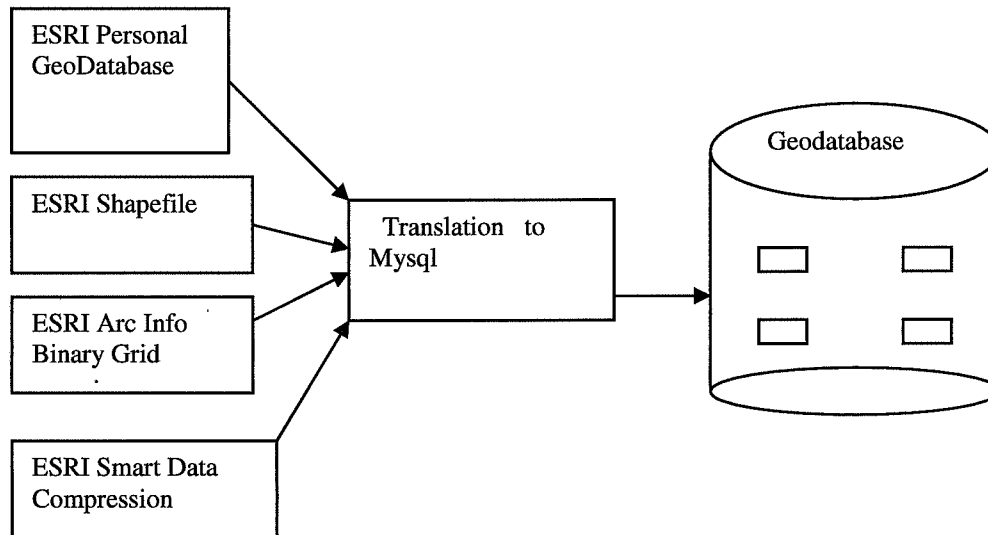 ESRI Personal
GeoDatabase
ESRI Shapefile
ESRI Arc Info
Binary Grid
ESRI Smart Data
Compression
Translation to
Mysql
Geodatabase